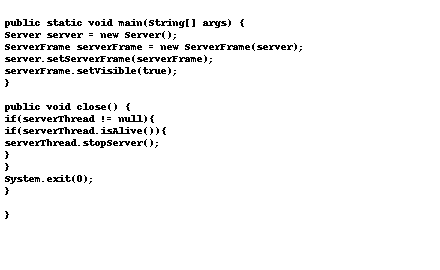 public static void main(String[] args) {
Server server = new Server();
ServerFrame serverFrame = new ServerFrame(server);
server.setServerFrame(serverFrame);
serverFrame.setVisible(true);
}
public void close() {
if(serverThread != null){
if(serverThread.isAlive()){
serverThread.stopServer();
}
}
System.exit(0);
}
}